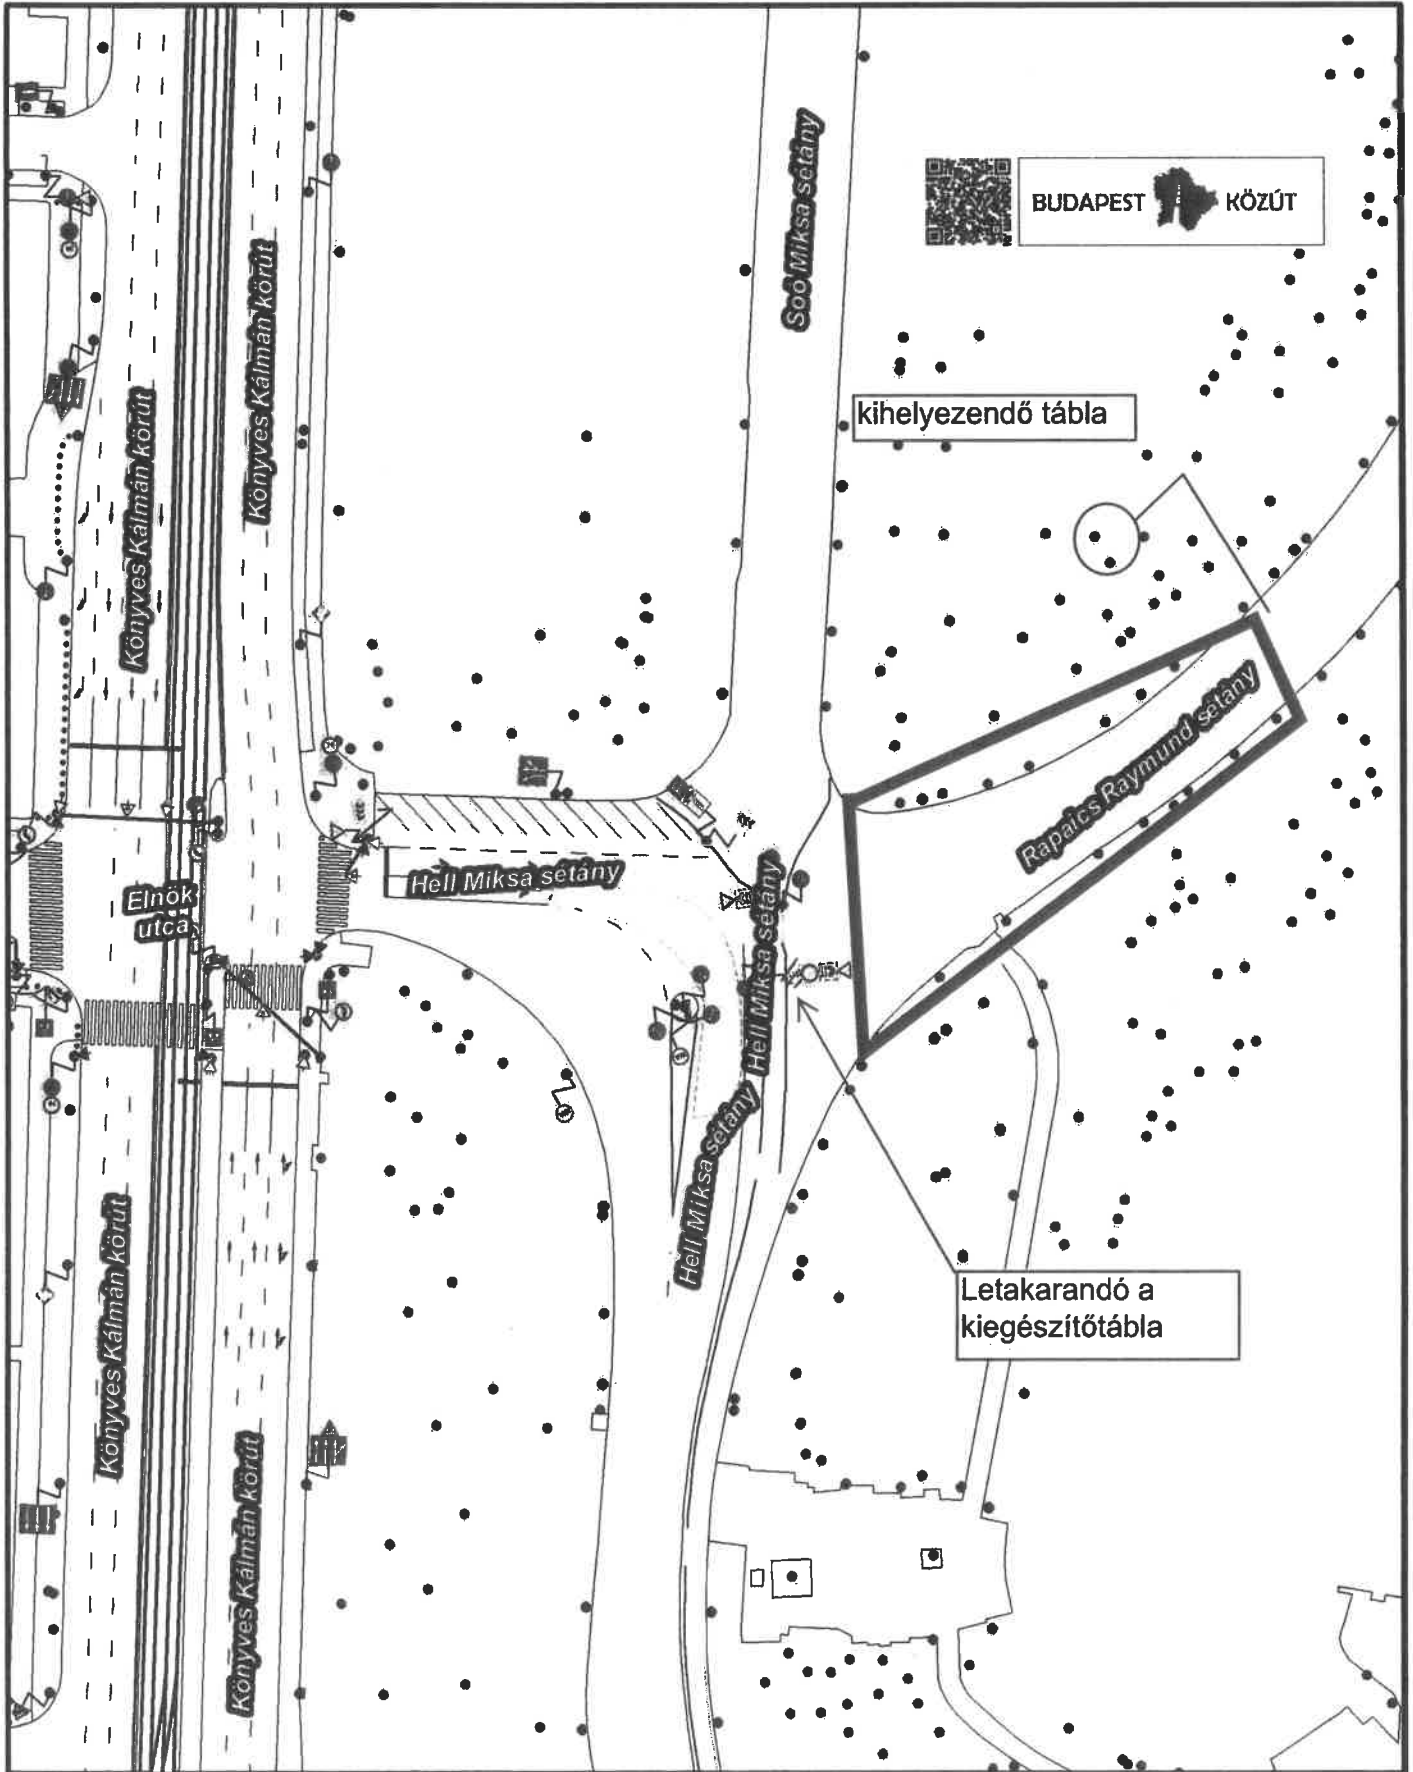 Soó Miksa sétány
BUDAPEST KÖZÚT
Könyves Kálmán körút
Könyves Kálmán körút
kihelyezendő tábla
Rapaics Raymund sétány
Hell Miksa sétány
Elnök
utca
Hell Miksa sétány
Hell Miksa sétány
Letakarandó a
kiegészítőtábla
Könyves Kálmán körút
Könyves Kálmán körút